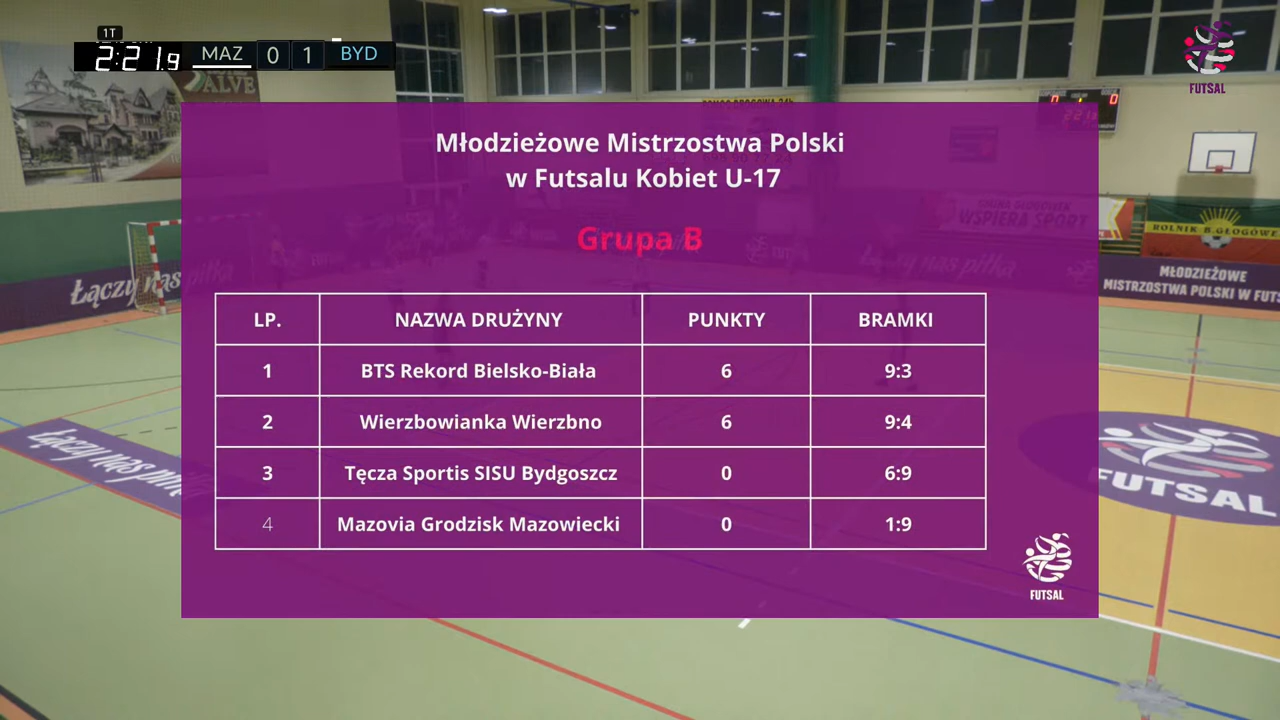 1T
2:21.9 MAZ 0 1 BYD
FUTSAL
Młodzieżowe Mistrzostwa Polski
w Futsalu Kobiet U-17
Grupa B
LP. NAZWA DRUŻYNY PUNKTY BRAMKI
1 BTS Rekord Bielsko-Biała 6 9:3
2 Wierzbowianka Wierzbno 6 9:4
3 Tęcza Sportis SISU Bydgoszcz 0 6:9
4 Mazovia Grodzisk Mazowiecki 0 1:9
FUTSAL
ALVE
WSPIERA SPORT
ROLNIK B.GŁOGÓWE
Łączy nas piłka
MŁODZIEŻOWE
MISTRZOSTWA POLSKI W FUTS
Łączy nas
FUTSAL